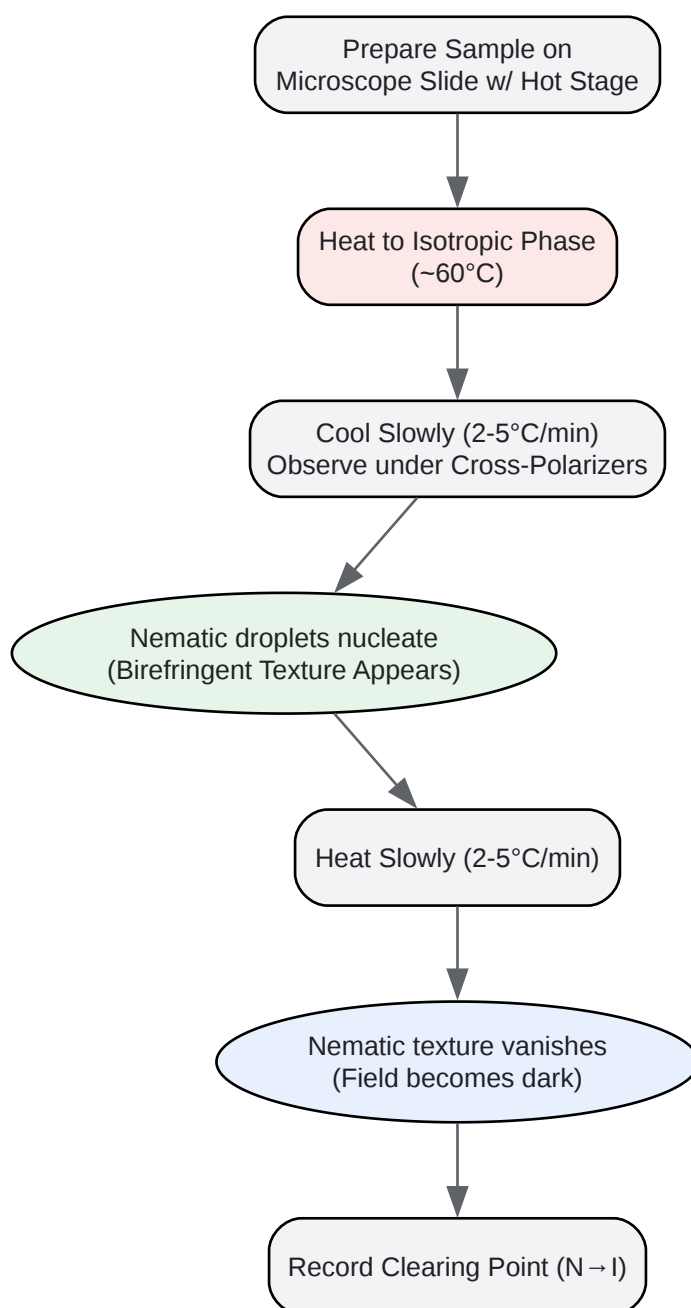 Prepare Sample on
Microscope Slide w/ Hot Stage
Heat to Isotropic Phase
(~60°C)
Cool Slowly (2-5°C/min)
Observe under Cross-Polarizers
Nematic droplets nucleate
(Birefringent Texture Appears)
Heat Slowly (2-5°C/min)
Nematic texture vanishes
(Field becomes dark)
Record Clearing Point (N→I)